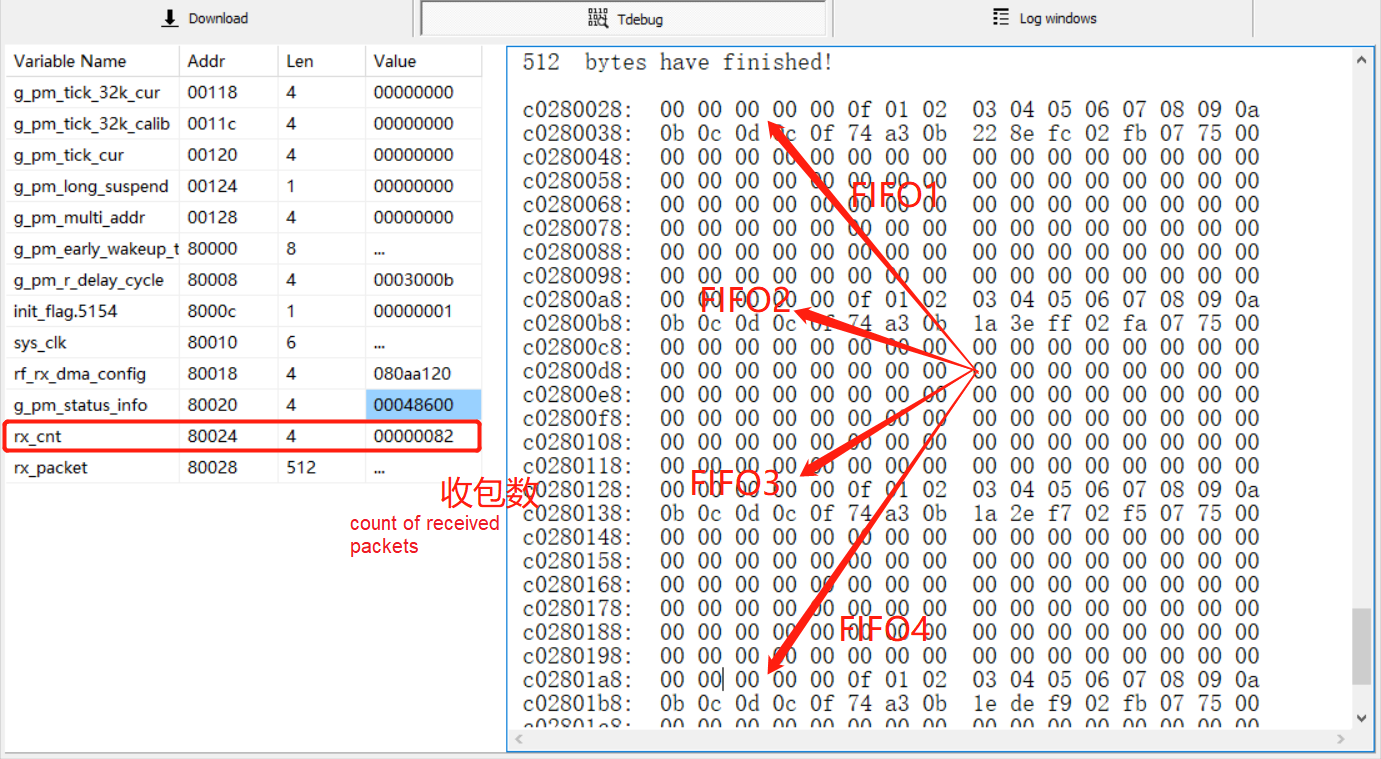 Download
Tdebug
Log windows
Variable Name Addr Len Value
g_pm_tick_32k_cur 00118 4 00000000
g_pm_tick_32k_calib 0011c 4 00000000
g_pm_tick_cur 00120 4 00000000
g_pm_long_suspend 00124 1 00000000
g_pm_multi_addr 00128 4 00000000
g_pm_early_wakeup_t 80000 8 ...
g_pm_r_delay_cycle 80008 4 0003000b
init_flag.5154 8000c 1 00000001
sys_clk 80010 6 ...
rf_rx_dma_config 80018 4 080aa120
g_pm_status_info 80020 4 00048600
rx_cnt 80024 4 00000082
rx_packet 80028 512 ...
收包数
count of received
packets
512 bytes have finished!
c0280028: 00 00 00 00 00 0f 01 02 03 04 05 06 07 08 09 0a
c0280038: 0b 0c 0d 0c 0f 74 a3 0b 22 8e fc 02 fb 07 75 00
c0280048: 00 00 00 00 00 00 00 00 00 00 00 00 00 00 00 00
c0280058: 00 00 00 00 00 00 00 00 00 00 00 00 00 00 00 00
c0280068: 00 00 00 00 00 00 00 00 00 00 00 00 00 00 00 00
FIFO1
c0280078: 00 00 00 00 00 00 00 00 00 00 00 00 00 00 00 00
c0280088: 00 00 00 00 00 00 00 00 00 00 00 00 00 00 00 00
c0280098: 00 00 00 00 00 00 00 00 00 00 00 00 00 00 00 00
c02800a8: 00 00 00 00 00 0f 01 02 03 04 05 06 07 08 09 0a
FIFO2
c02800b8: 0b 0c 0d 0c 0f 74 a3 0b 1a 3e ff 02 fa 07 75 00
c02800c8: 00 00 00 00 00 00 00 00 00 00 00 00 00 00 00 00
c02800d8: 00 00 00 00 00 00 00 00 00 00 00 00 00 00 00 00
c02800e8: 00 00 00 00 00 00 00 00 00 00 00 00 00 00 00 00
c02800f8: 00 00 00 00 00 00 00 00 00 00 00 00 00 00 00 00
c0280108: 00 00 00 00 00 00 00 00 00 00 00 00 00 00 00 00
c0280118: 00 00 00 00 00 00 00 00 00 00 00 00 00 00 00 00
FIFO3
c0280128: 00 00 00 00 00 0f 01 02 03 04 05 06 07 08 09 0a
c0280138: 0b 0c 0d 0c 0f 74 a3 0b 1a 2e f7 02 f5 07 75 00
c0280148: 00 00 00 00 00 00 00 00 00 00 00 00 00 00 00 00
c0280158: 00 00 00 00 00 00 00 00 00 00 00 00 00 00 00 00
c0280168: 00 00 00 00 00 00 00 00 00 00 00 00 00 00 00 00
c0280178: 00 00 00 00 00 00 00 00 00 00 00 00 00 00 00 00
c0280188: 00 00 00 00 00 00 00 00 00 00 00 00 00 00 00 00
FIFO4
c0280198: 00 00 00 00 00 00 00 00 00 00 00 00 00 00 00 00
c02801a8: 00 00 00 00 00 0f 01 02 03 04 05 06 07 08 09 0a
c02801b8: 0b 0c 0d 0c 0f 74 a3 0b 1e de f9 02 fb 07 75 00